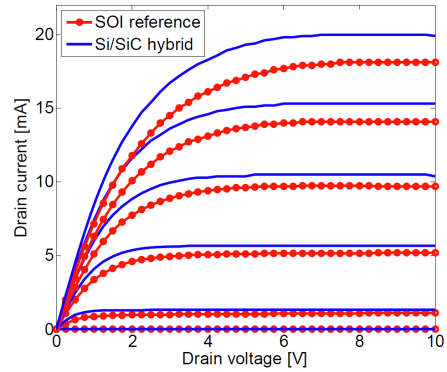 SOI reference
Si/SiC hybrid
Drain current [mA]
20
15
10
5
0
0 2 4 6 8 10
Drain voltage [V]